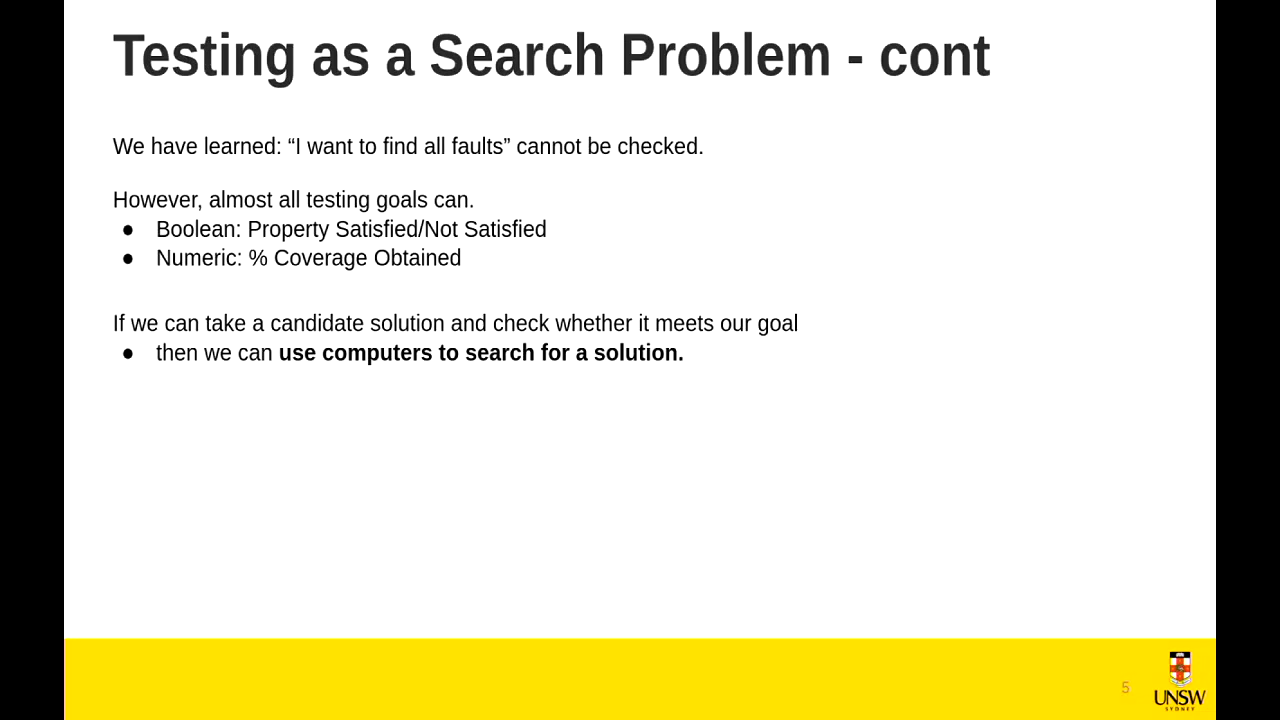 Testing as a Search Problem - cont
We have learned: “I want to find all faults” cannot be checked.
However, almost all testing goals can.
● Boolean: Property Satisfied/Not Satisfied
● Numeric: % Coverage Obtained
If we can take a candidate solution and check whether it meets our goal
● then we can use computers to search for a solution.
5
UNSW
SYDNEY